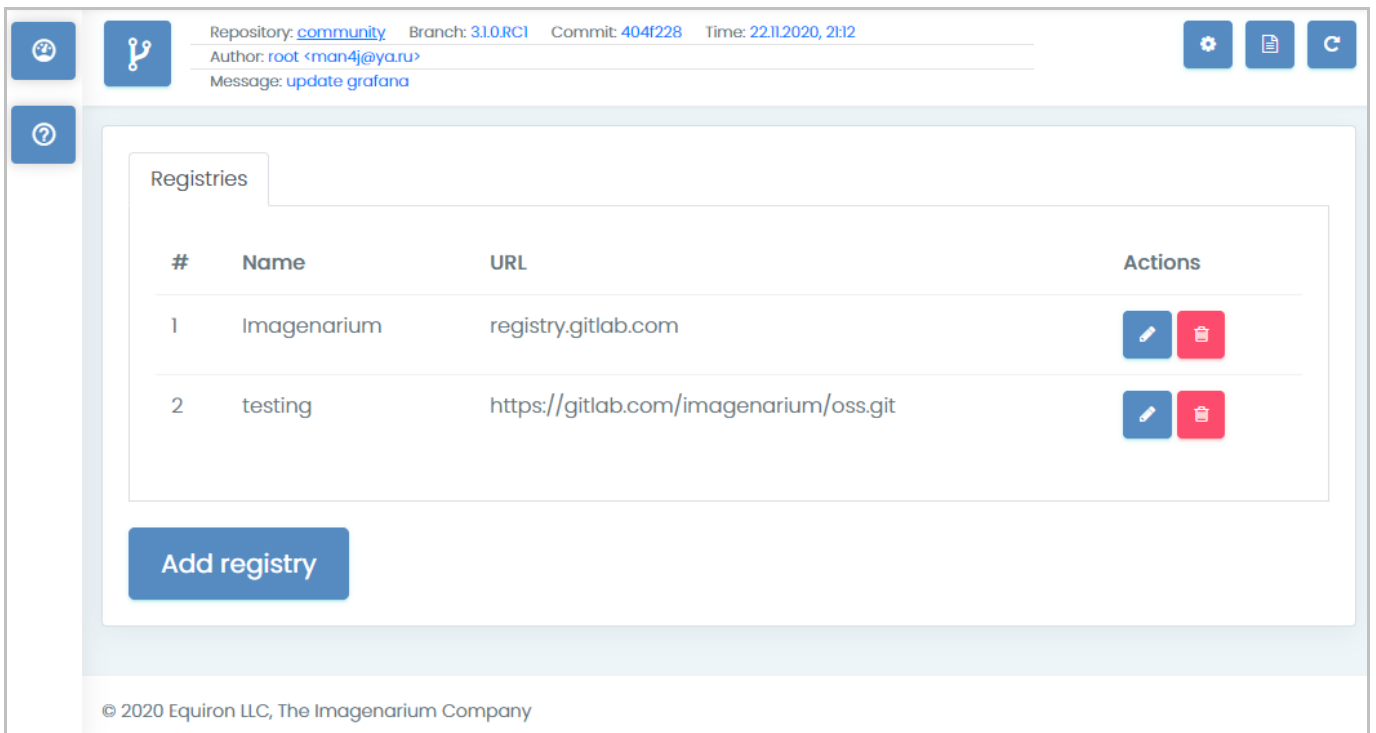 Repository: community Branch: 3.1.0.RC1 Commit: 404f228 Time: 22.11.2020, 21:12
Author: root <man4j@ya.ru>
Message: update grafana
Registries
# Name URL Actions
1 Imagenarium registry.gitlab.com
2 testing https://gitlab.com/imagenarium/oss.git
Add registry
© 2020 Equiron LLC, The Imagenarium Company